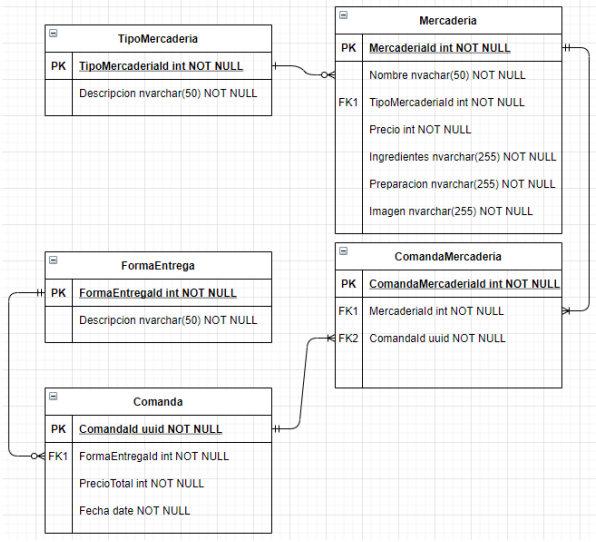 TipoMercaderia
PK TipoMercaderiaId int NOT NULL
Descripcion nvarchar(50) NOT NULL
Mercaderia
PK MercaderiaId int NOT NULL
Nombre nvachar(50) NOT NULL
FK1 TipoMercaderiaId int NOT NULL
Precio int NOT NULL
Ingredientes nvarchar(255) NOT NULL
Preparacion nvarchar(255) NOT NULL
Imagen nvarchar(255) NOT NULL
FormaEntrega
PK FormaEntregaId int NOT NULL
Descripcion nvarchar(50) NOT NULL
ComandaMercaderia
PK ComandaMercaderiaId int NOT NULL
FK1 MercaderiaId int NOT NULL
FK2 ComandaId uuid NOT NULL
Comanda
PK ComandaId uuid NOT NULL
FK1 FormaEntregaId int NOT NULL
PrecioTotal int NOT NULL
Fecha date NOT NULL